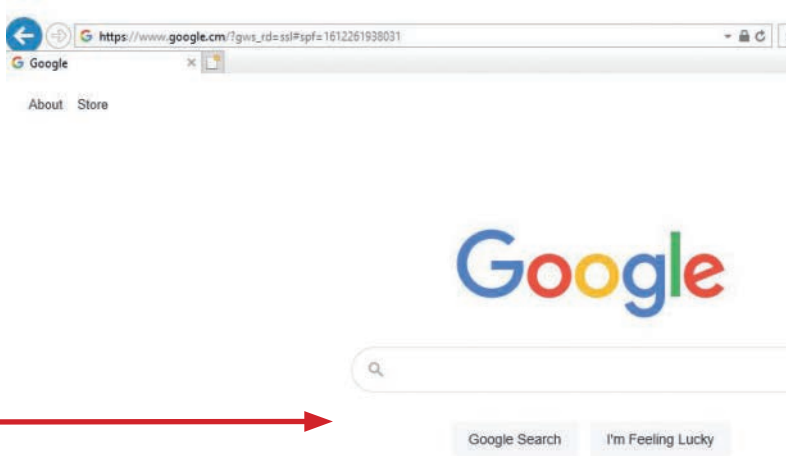 https://www.google.cm/?gws_rd=ssl#spf=1612261938031
Google
About Store
Google
Google Search I'm Feeling Lucky